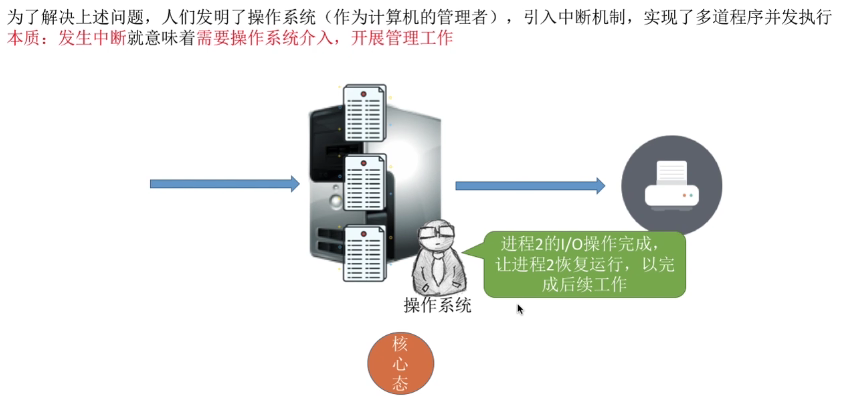 为了解决上述问题，人们发明了操作系统（作为计算机的管理者），引入中断机制，实现了多道程序并发执行
本质：发生中断就意味着需要操作系统介入，开展管理工作
进程2的I/O操作完成，
让进程2恢复运行，以完
成后续工作
操作系统
核
心
态